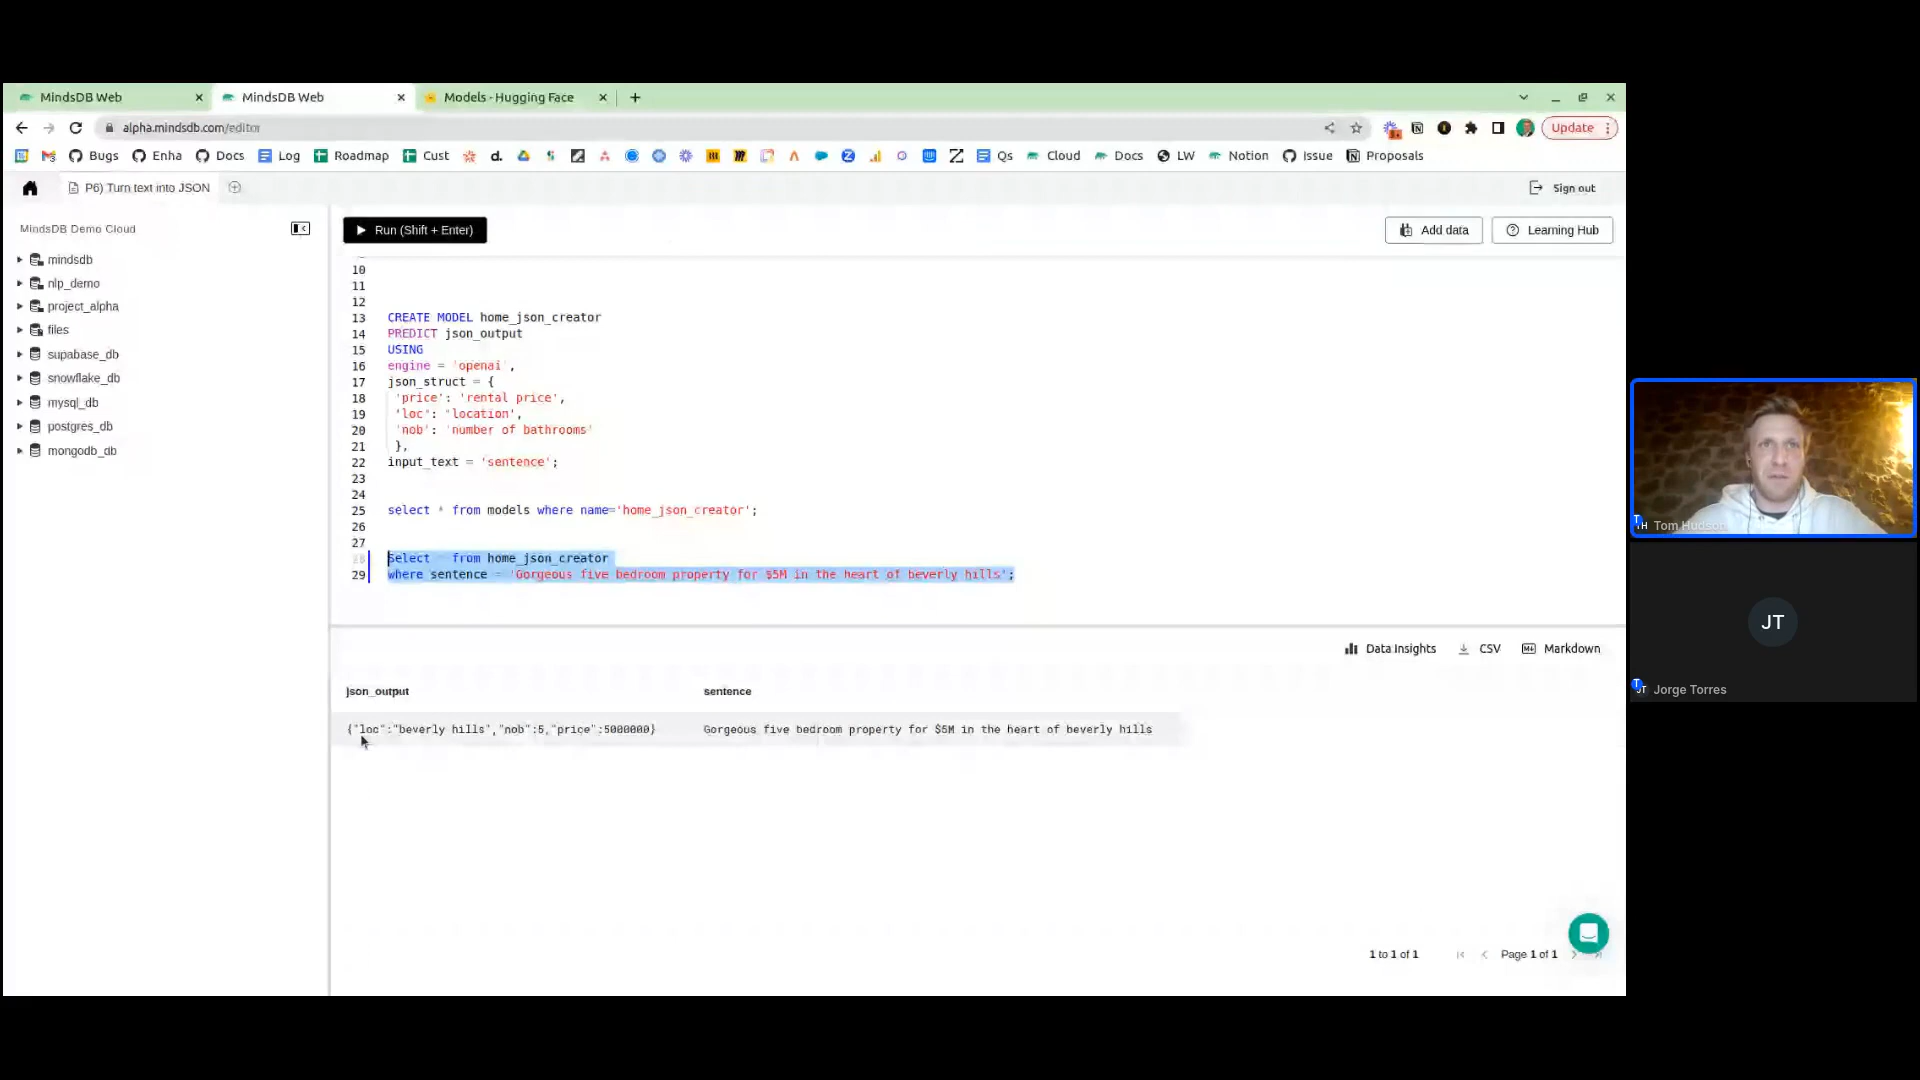 MindsDB Web
MindsDB Web
Models - Hugging Face
alpha.mindsdb.com/editor
Update
Bugs
Enha
Docs
Log
Roadmap
Cust
d.
Qs
Cloud
Docs
LW
Notion
Issue
Proposals
P6) Turn text into JSON
Sign out
MindsDB Demo Cloud
Run (Shift + Enter)
Add data
Learning Hub
mindsdb
nlp_demo
project_alpha
files
supabase_db
snowflake_db
mysql_db
postgres_db
mongodb_db
10
11
12
13 CREATE MODEL home_json_creator
14 PREDICT json_output
15 USING
16 engine = 'openai',
17 json_struct = {
18 'price': 'rental price',
19 'loc': 'location',
20 'nob': 'number of bathrooms'
21 },
22 input_text = 'sentence';
23
24
25 select * from models where name='home_json_creator';
26
27
28 Select * from home_json_creator
29 where sentence = 'Gorgeous five bedroom property for $5M in the heart of beverly hills';
Data Insights
CSV
Markdown
json_output sentence
{"loc":"beverly hills","nob":5,"price":5000000} Gorgeous five bedroom property for $5M in the heart of beverly hills
1 to 1 of 1
Page 1 of 1
TH Tom Hudson
JT
JT Jorge Torres